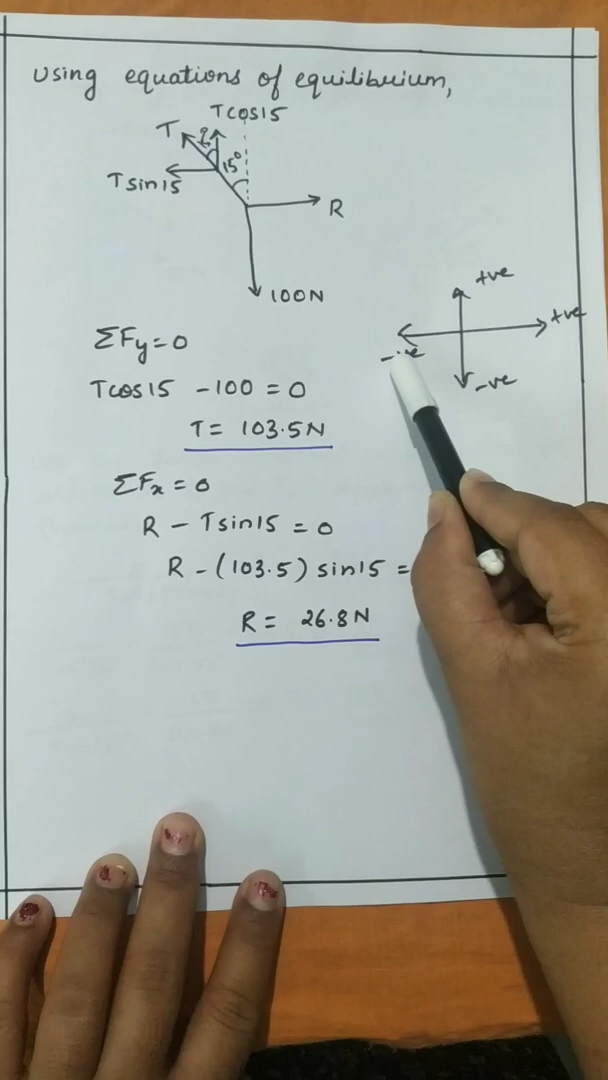 Using equations of equilibrium,
Tcos15
T
15°
Tsin15
R
100N
+ve
+ve
-ve
-ve
ΣFy=0
Tcos15 -100 = 0
T= 103.5N
ΣFx = 0
R - Tsin15 = 0
R - (103.5) sin15 =
R = 26.8N